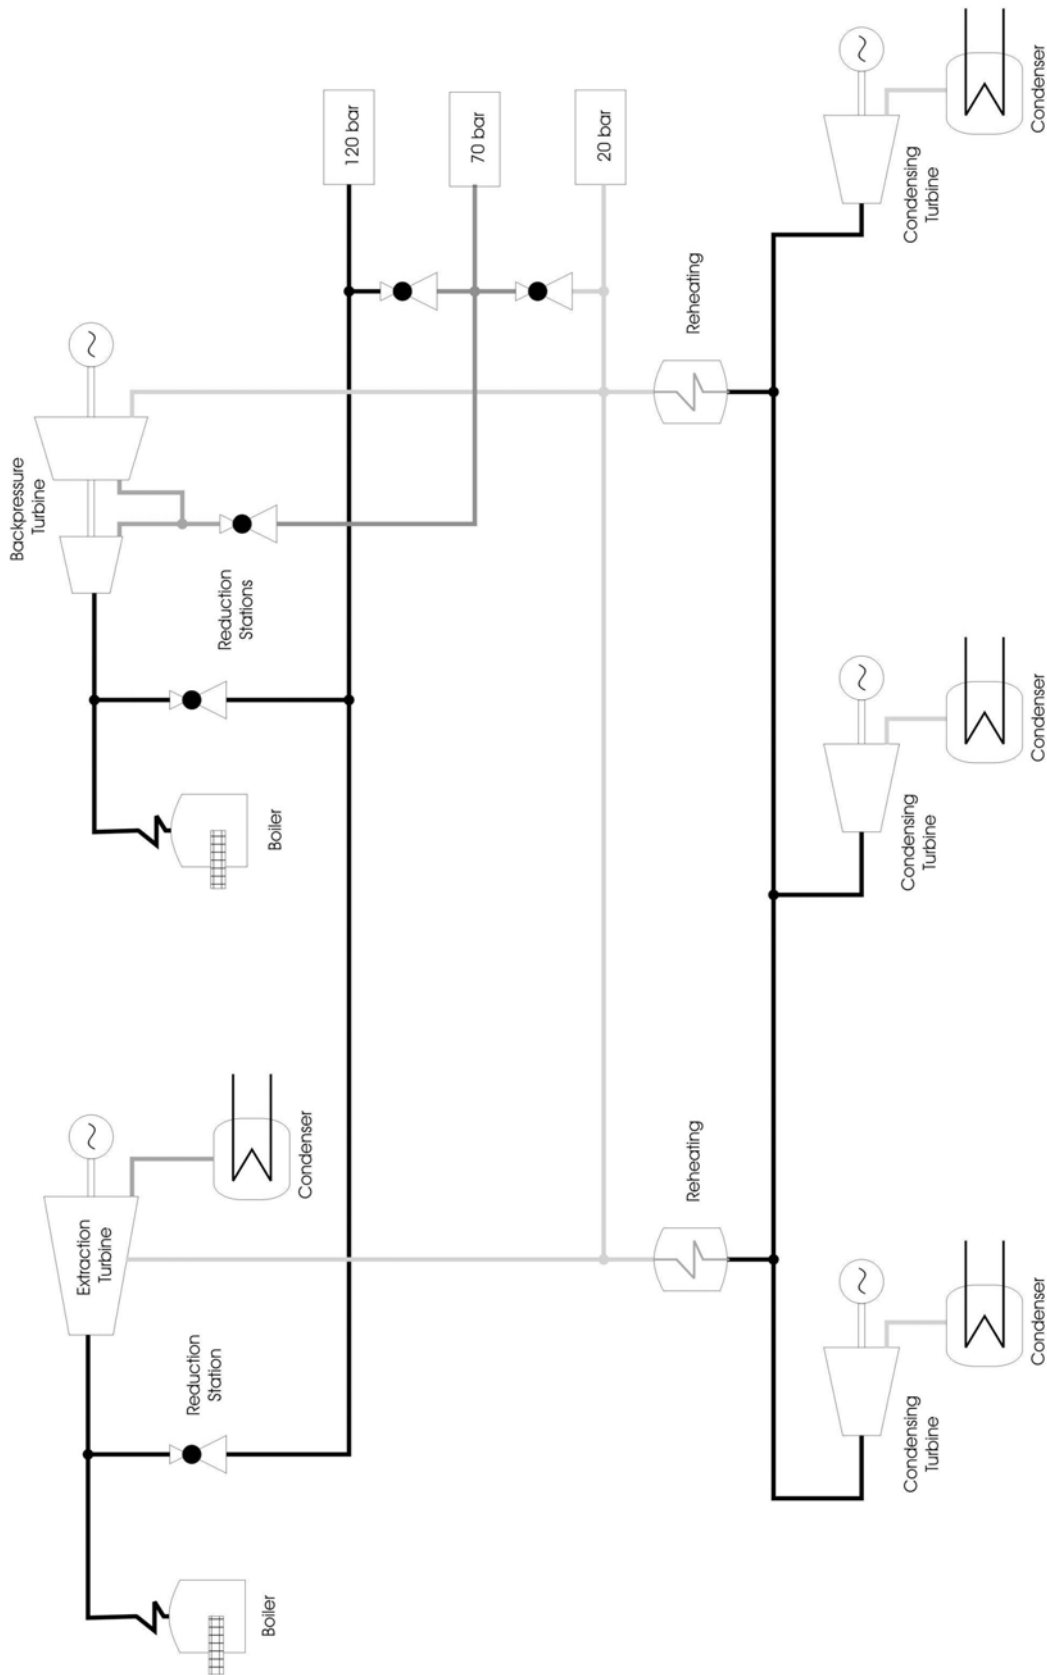 Backpressure
Turbine
120 bar
70 bar
20 bar
Reduction
Stations
Boiler
Extraction
Turbine
Condenser
Reduction
Station
Boiler
Reheating
Reheating
Condensing
Turbine
Condenser
Condensing
Turbine
Condenser
Condensing
Turbine
Condenser